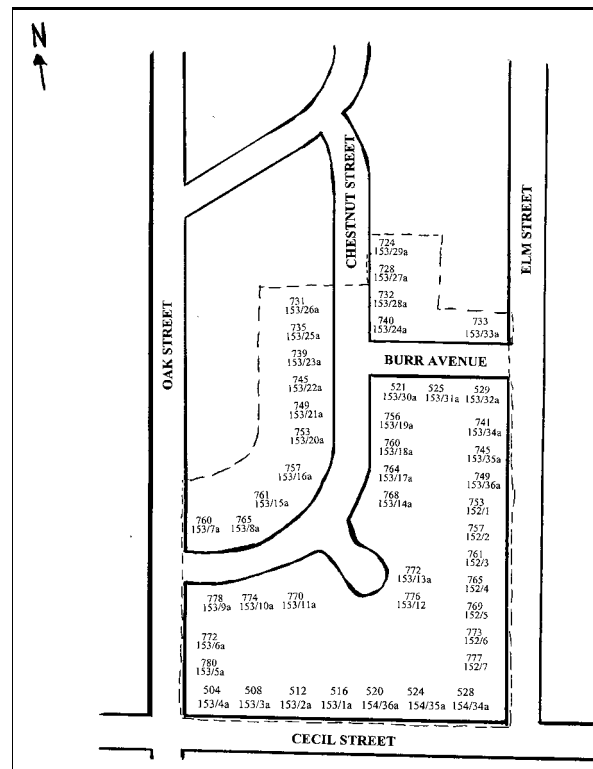 N
OAK STREET
CHESTNUT STREET
ELM STREET
724
153/29a
728
153/27a
732
153/28a
740
153/24a
733
153/33a
731
153/26a
735
153/25a
739
153/23a
745
153/22a
749
153/21a
753
153/20a
757
153/16a
761
153/15a
760
153/7a
765
153/8a
BURR AVENUE
521
153/30a
525
153/31a
529
153/32a
756
153/19a
760
153/18a
764
153/17a
768
153/14a
741
153/34a
745
153/35a
749
153/36a
753
152/1
757
152/2
761
152/3
765
152/4
769
152/5
773
152/6
777
152/7
772
153/13a
776
153/12
778
153/9a
774
153/10a
770
153/11a
772
153/6a
780
153/5a
504
153/4a
508
153/3a
512
153/2a
516
153/1a
520
154/36a
524
154/35a
528
154/34a
CECIL STREET